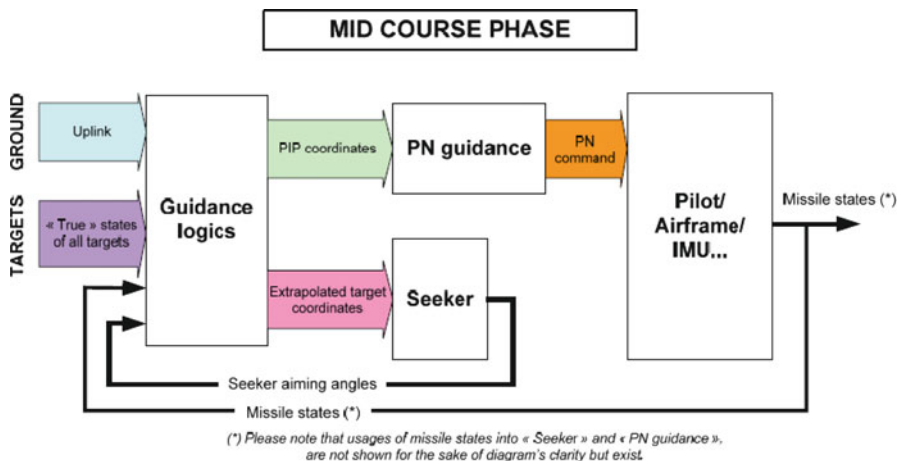 MID COURSE PHASE
GROUND
Uplink
PIP coordinates
PN guidance
PN
command
TARGETS
« True » states
of all targets
Guidance
logics
Pilot/
Airframe/
IMU...
Missile states (*)
Extrapolated target
coordinates
Seeker
Seeker aiming angles
Missile states (*)
(*) Please note that usages of missile states into « Seeker » and « PN guidance »,
are not shown for the sake of diagram's clarity but exist.